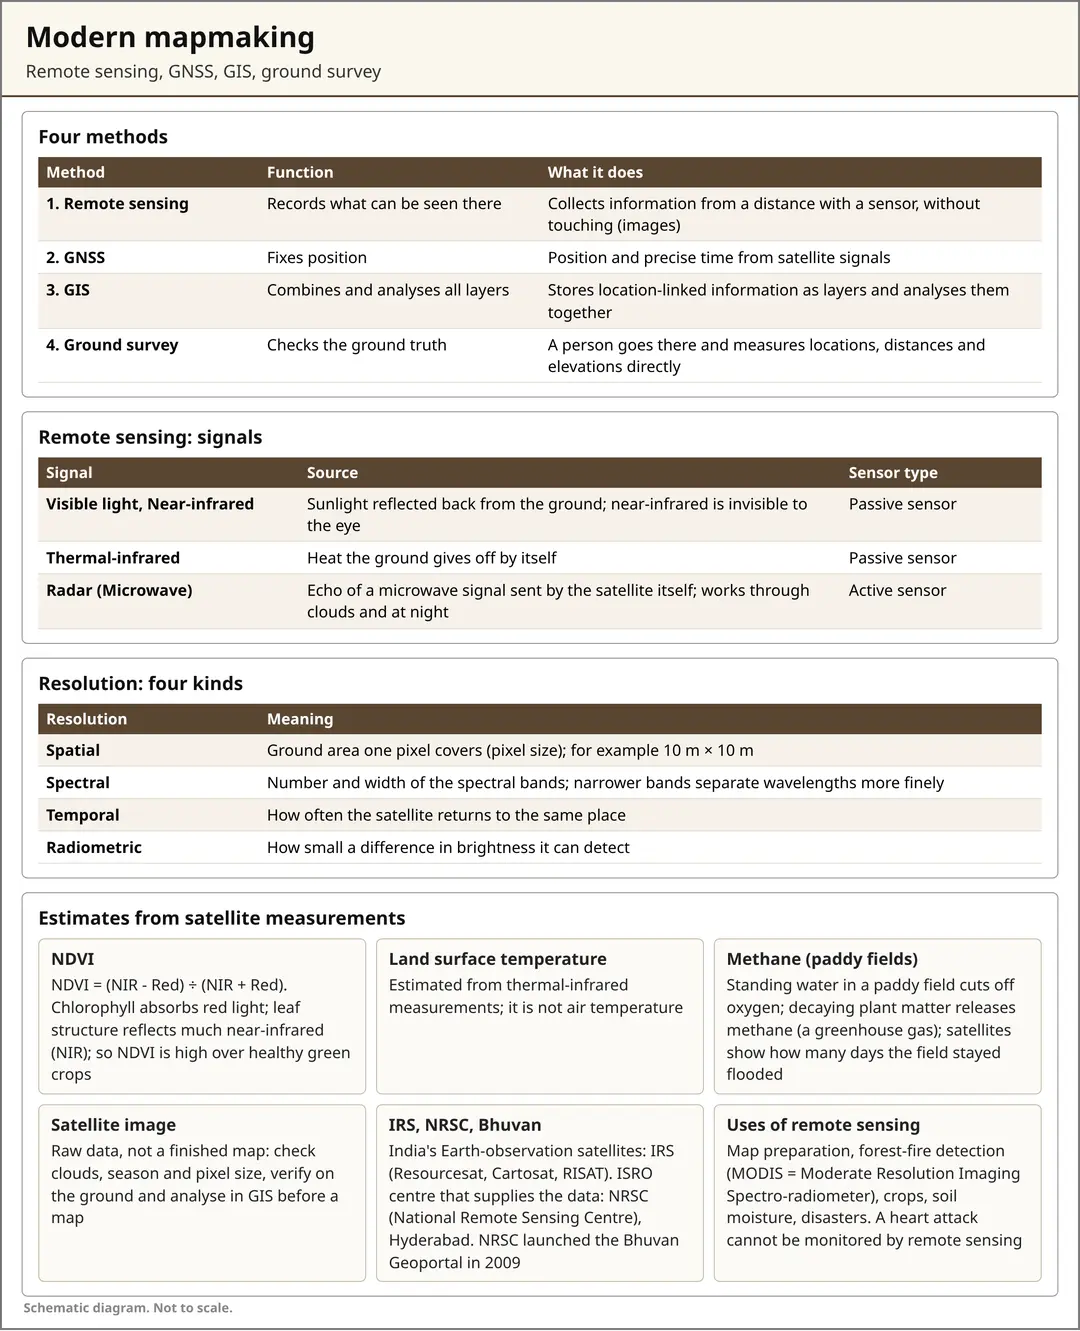 Modern mapmaking
Remote sensing, GNSS, GIS, ground survey
Four methods
Method Function What it does
1. Remote sensing Records what can be seen there Collects information from a distance with a sensor, without
touching (images)
2. GNSS Fixes position Position and precise time from satellite signals
3. GIS Combines and analyses all layers Stores location-linked information as layers and analyses them
together
4. Ground survey Checks the ground truth A person goes there and measures locations, distances and
elevations directly
Remote sensing: signals
Signal Source Sensor type
Visible light, Near-infrared Sunlight reflected back from the ground; near-infrared is invisible to Passive sensor
the eye
Thermal-infrared Heat the ground gives off by itself Passive sensor
Radar (Microwave) Echo of a microwave signal sent by the satellite itself; works through Active sensor
clouds and at night
Resolution: four kinds
Resolution Meaning
Spatial Ground area one pixel covers (pixel size); for example 10 m × 10 m
Spectral Number and width of the spectral bands; narrower bands separate wavelengths more finely
Temporal How often the satellite returns to the same place
Radiometric How small a difference in brightness it can detect
Estimates from satellite measurements
NDVI
NDVI = (NIR - Red) ÷ (NIR + Red).
Chlorophyll absorbs red light; leaf
structure reflects much near-infrared
(NIR); so NDVI is high over healthy green
crops
Land surface temperature
Estimated from thermal-infrared
measurements; it is not air temperature
Methane (paddy fields)
Standing water in a paddy field cuts off
oxygen; decaying plant matter releases
methane (a greenhouse gas); satellites
show how many days the field stayed
flooded
Satellite image
Raw data, not a finished map: check
clouds, season and pixel size, verify on
the ground and analyse in GIS before a
map
IRS, NRSC, Bhuvan
India's Earth-observation satellites: IRS
(Resourcesat, Cartosat, RISAT). ISRO
centre that supplies the data: NRSC
(National Remote Sensing Centre),
Hyderabad. NRSC launched the Bhuvan
Geoportal in 2009
Uses of remote sensing
Map preparation, forest-fire detection
(MODIS = Moderate Resolution Imaging
Spectro-radiometer), crops, soil
moisture, disasters. A heart attack
cannot be monitored by remote sensing
Schematic diagram. Not to scale.